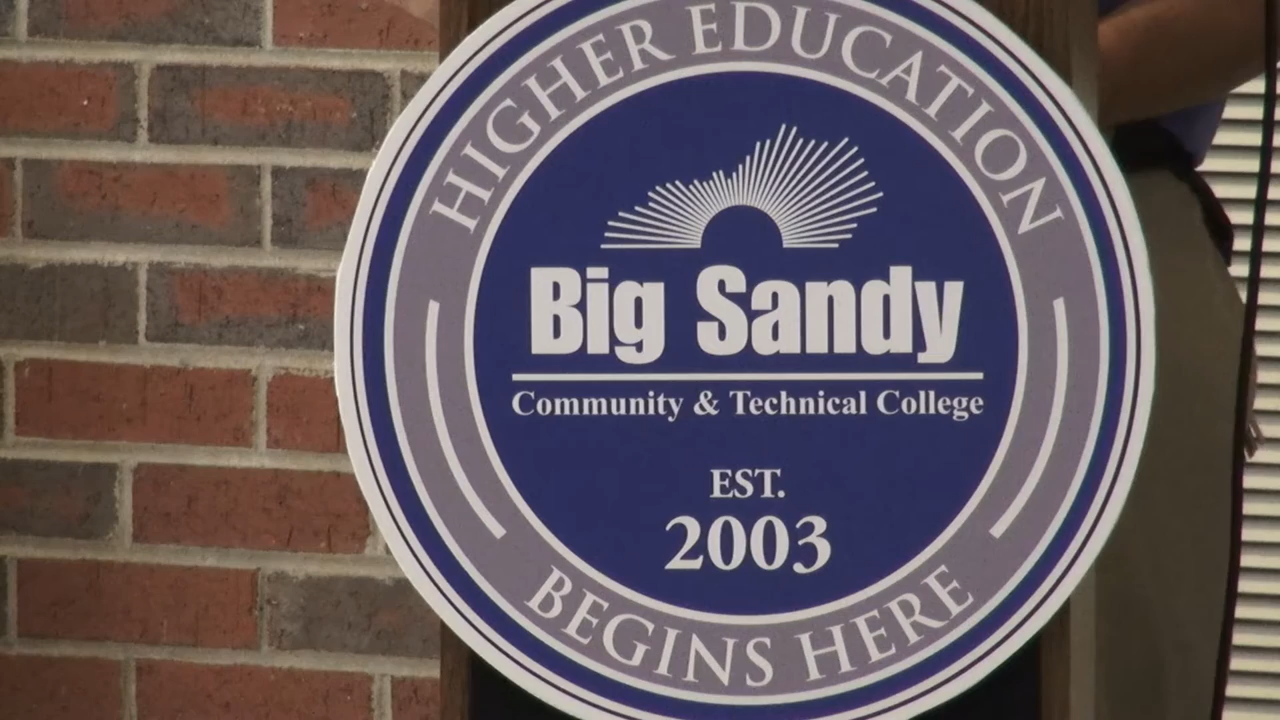 HIGHER EDUCATION
Big Sandy
Community & Technical College
EST.
2003
BEGINS HERE